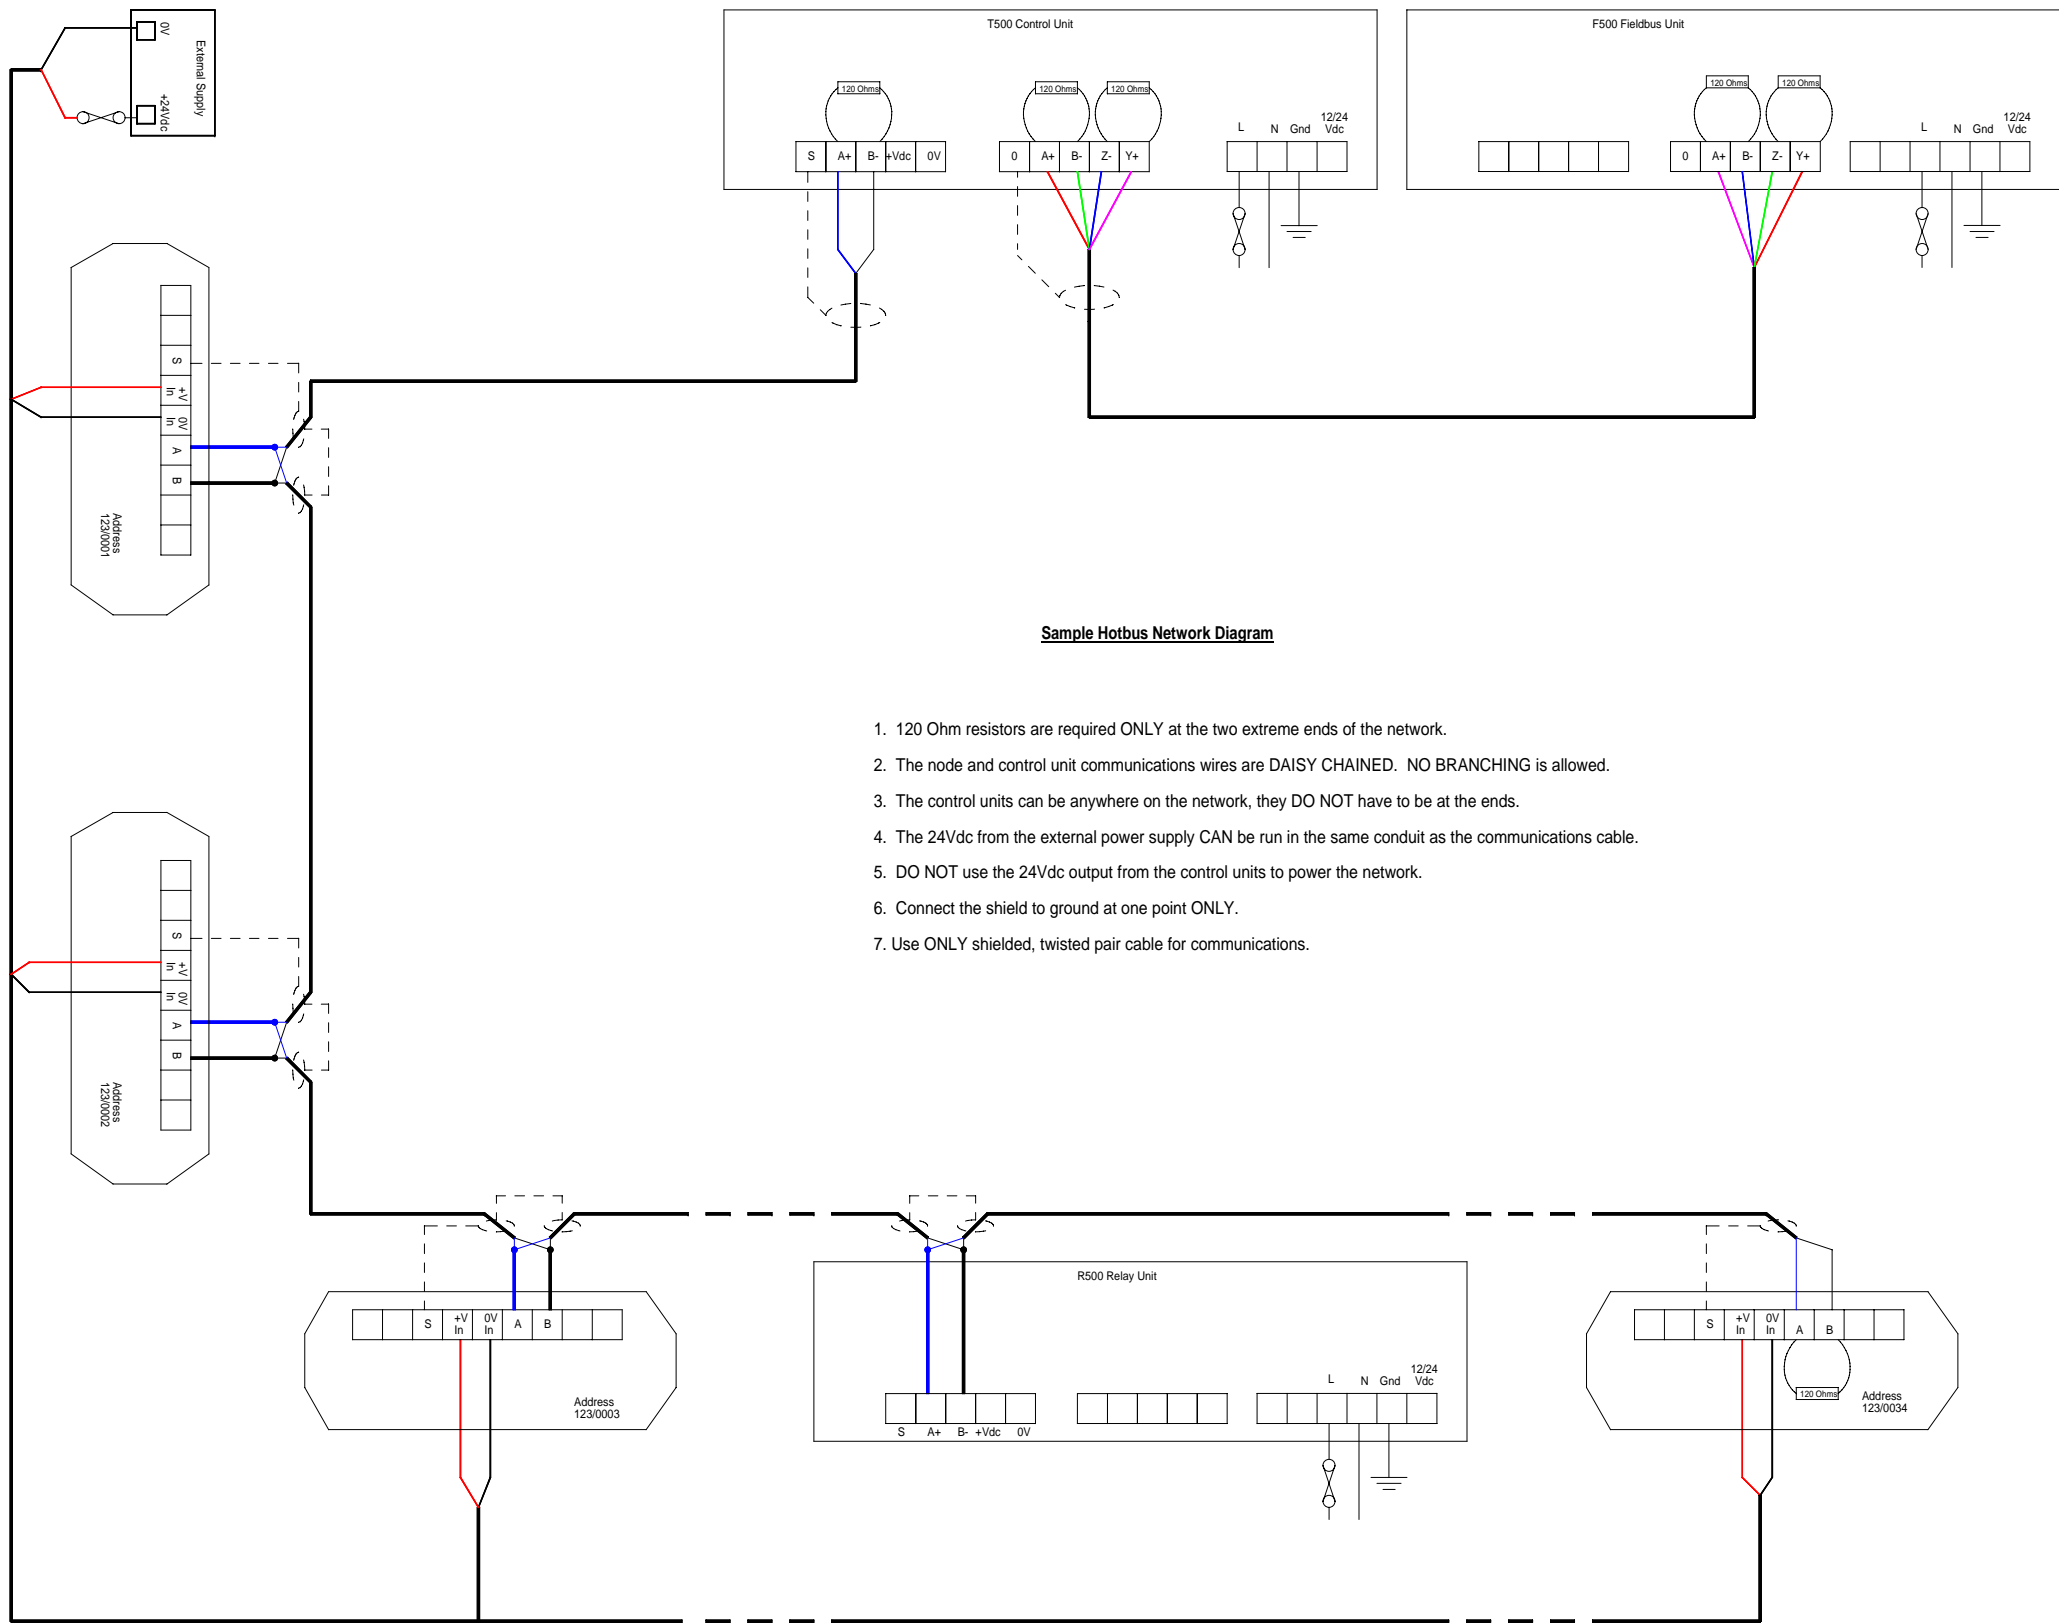 External Supply
0V
+24Vdc
T500 Control Unit
120 Ohms
120 Ohms
120 Ohms
S A+ B- +Vdc 0V
0 A+ B- Z- Y+
L N Gnd 12/24
Vdc
F500 Fieldbus Unit
120 Ohms
120 Ohms
0 A+ B- Z- Y+
L N Gnd 12/24
Vdc
S
+V
In
0V
In
A
B
Address
123/0001
Sample Hotbus Network Diagram
1. 120 Ohm resistors are required ONLY at the two extreme ends of the network.
2. The node and control unit communications wires are DAISY CHAINED. NO BRANCHING is allowed.
3. The control units can be anywhere on the network, they DO NOT have to be at the ends.
4. The 24Vdc from the external power supply CAN be run in the same conduit as the communications cable.
5. DO NOT use the 24Vdc output from the control units to power the network.
6. Connect the shield to ground at one point ONLY.
7. Use ONLY shielded, twisted pair cable for communications.
S
+V
In
0V
In
A
B
Address
123/0002
S +V
In 0V
In A B
Address
123/0003
R500 Relay Unit
L N Gnd 12/24
Vdc
S A+ B- +Vdc 0V
S +V
In 0V
In A B
120 Ohms
Address
123/0034